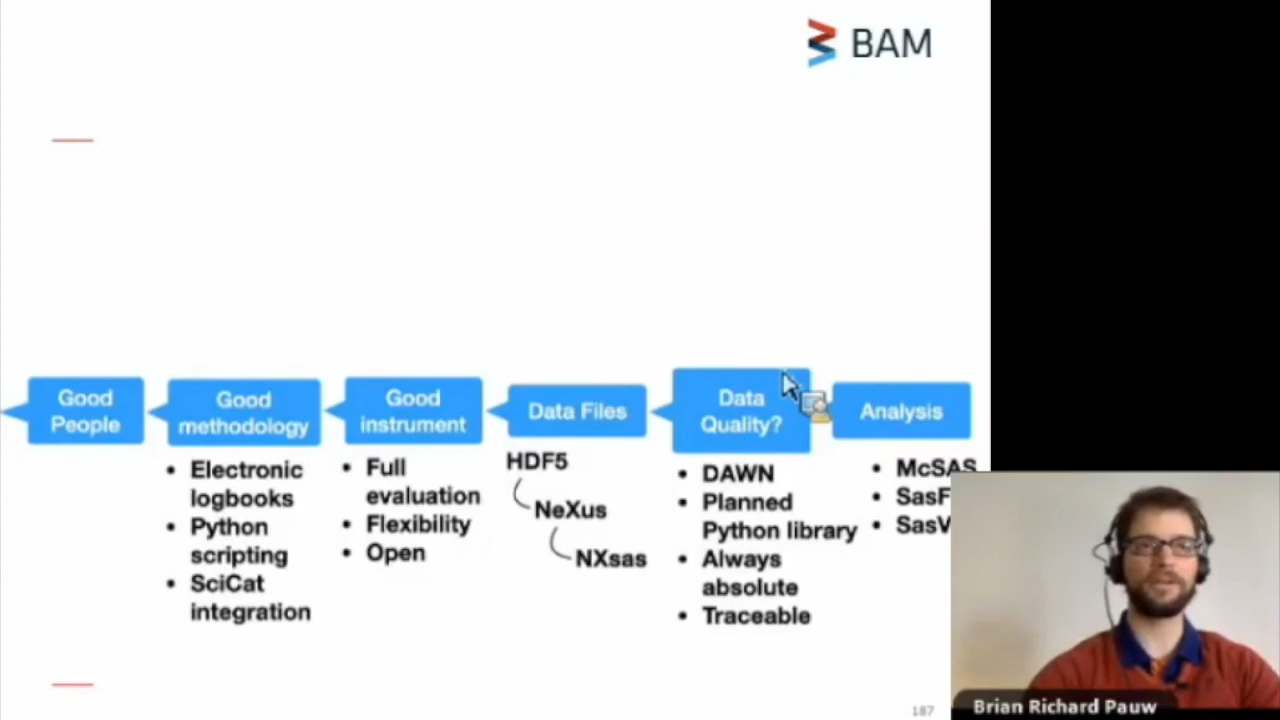 BAM
Good
People
Good
methodology
Good
instrument
Data Files
Data
Quality?
Analysis
• Electronic
logbooks
• Python
scripting
• SciCat
integration
• Full
evaluation
• Flexibility
• Open
HDF5
NeXus
NXsas
• DAWN
• Planned
Python library
• Always
absolute
• Traceable
• McSAS
• SasF
• SasV
187
Brian Richard Pauw